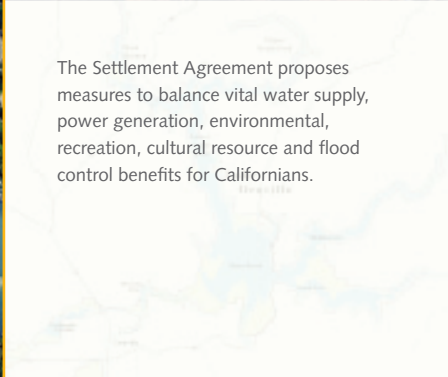 The Settlement Agreement proposes
measures to balance vital water supply,
power generation, environmental,
recreation, cultural resource and flood
control benefits for Californians.
Oroville